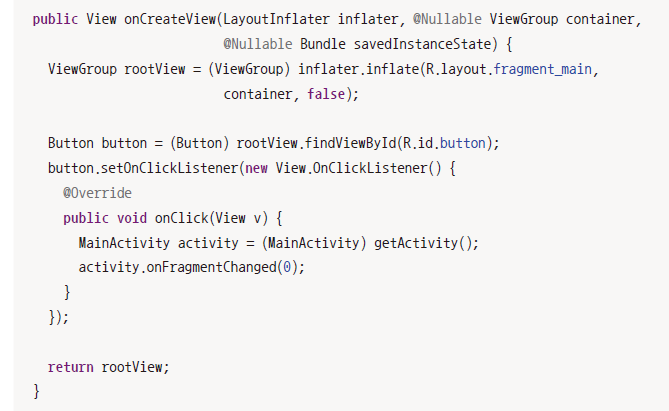 public View onCreateView(LayoutInflater inflater, @Nullable ViewGroup container,
@Nullable Bundle savedInstanceState) {
ViewGroup rootView = (ViewGroup) inflater.inflate(R.layout.fragment_main,
container, false);
Button button = (Button) rootView.findViewById(R.id.button);
button.setOnClickListener(new View.OnClickListener() {
@Override
public void onClick(View v) {
MainActivity activity = (MainActivity) getActivity();
activity.onFragmentChanged(0);
}
});
return rootView;
}